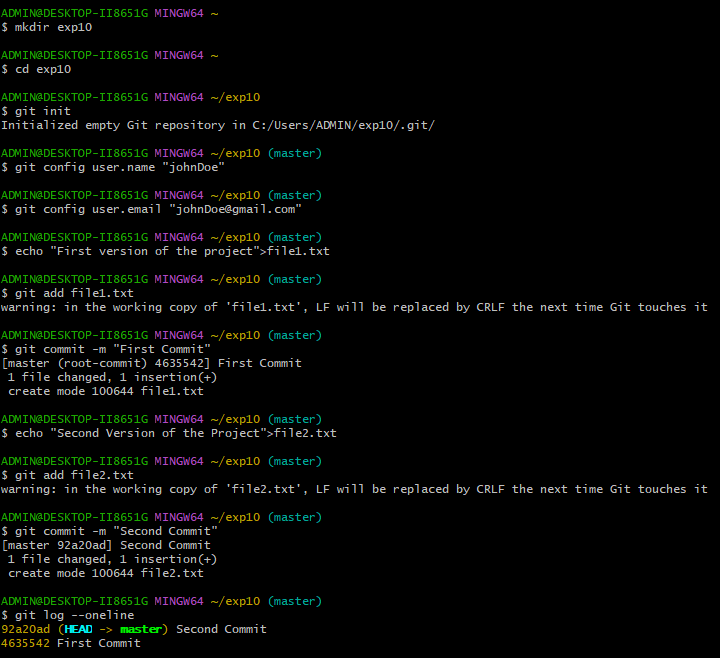 ADMIN@DESKTOP-II8651G MINGW64 ~
$ mkdir exp10
ADMIN@DESKTOP-II8651G MINGW64 ~
$ cd exp10
ADMIN@DESKTOP-II8651G MINGW64 ~/exp10
$ git init
Initialized empty Git repository in C:/Users/ADMIN/exp10/.git/
ADMIN@DESKTOP-II8651G MINGW64 ~/exp10 (master)
$ git config user.name "johnDoe"
ADMIN@DESKTOP-II8651G MINGW64 ~/exp10 (master)
$ git config user.email "johnDoe@gmail.com"
ADMIN@DESKTOP-II8651G MINGW64 ~/exp10 (master)
$ echo "First version of the project">file1.txt
ADMIN@DESKTOP-II8651G MINGW64 ~/exp10 (master)
$ git add file1.txt
warning: in the working copy of 'file1.txt', LF will be replaced by CRLF the next time Git touches it
ADMIN@DESKTOP-II8651G MINGW64 ~/exp10 (master)
$ git commit -m "First Commit"
[master (root-commit) 4635542] First Commit
 1 file changed, 1 insertion(+)
 create mode 100644 file1.txt
ADMIN@DESKTOP-II8651G MINGW64 ~/exp10 (master)
$ echo "Second Version of the Project">file2.txt
ADMIN@DESKTOP-II8651G MINGW64 ~/exp10 (master)
$ git add file2.txt
warning: in the working copy of 'file2.txt', LF will be replaced by CRLF the next time Git touches it
ADMIN@DESKTOP-II8651G MINGW64 ~/exp10 (master)
$ git commit -m "Second Commit"
[master 92a20ad] Second Commit
 1 file changed, 1 insertion(+)
 create mode 100644 file2.txt
ADMIN@DESKTOP-II8651G MINGW64 ~/exp10 (master)
$ git log --oneline
92a20ad (HEAD -> master) Second Commit
4635542 First Commit